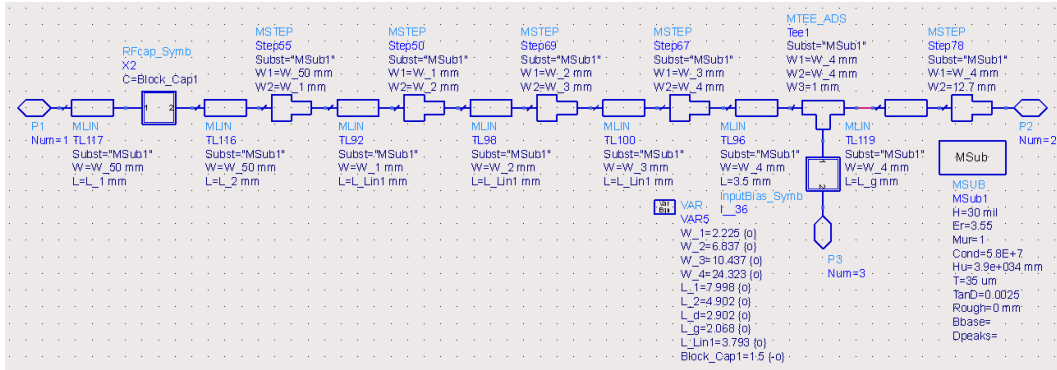 RFcap_Symb
X2
C=Block_Cap1
MSTEP
Step55
Subst="MSub1"
W1=W_50 mm
W2=W_1 mm
MSTEP
Step50
Subst="MSub1"
W1=W_1 mm
W2=W_2 mm
MSTEP
Step69
Subst="MSub1"
W1=W_2 mm
W2=W_3 mm
MSTEP
Step67
Subst="MSub1"
W1=W_3 mm
W2=W_4 mm
MTEE_ADS
Tee1
Subst="MSub1"
W1=W_4 mm
W2=W_4 mm
W3=1 mm
MSTEP
Step78
Subst="MSub1"
W1=W_4 mm
W2=12.7 mm
1 2
P1
Num=1
MLIN
TL117
Subst="MSub1"
W=W_50 mm
L=L_1 mm
MLIN
TL116
Subst="MSub1"
W=W_50 mm
L=L_2 mm
MLIN
TL92
Subst="MSub1"
W=W_1 mm
L=L_Lin1 mm
MLIN
TL98
Subst="MSub1"
W=W_2 mm
L=L_Lin1 mm
MLIN
TL100
Subst="MSub1"
W=W_3 mm
L=L_Lin1 mm
MLIN
TL96
Subst="MSub1"
W=W_4 mm
L=3.5 mm
MLIN
TL119
Subst="MSub1"
W=W_4 mm
L=L_g mm
P2
Num=2
1
2
InputBias_Symb
I__36
P3
Num=3
Var
Eqn
VAR
VAR5
W_1=2.225 {o}
W_2=6.837 {o}
W_3=10.437 {o}
W_4=24.323 {o}
L_1=7.998 {o}
L_2=4.902 {o}
L_d=2.902 {o}
L_g=2.068 {o}
L_Lin1=3.793 {o}
Block_Cap1=1.5 {-o}
MSub
MSUB
MSub1
H=30 mil
Er=3.55
Mur=1
Cond=5.8E+7
Hu=3.9e+034 mm
T=35 um
TanD=0.0025
Rough=0 mm
Bbase=
Dpeaks=